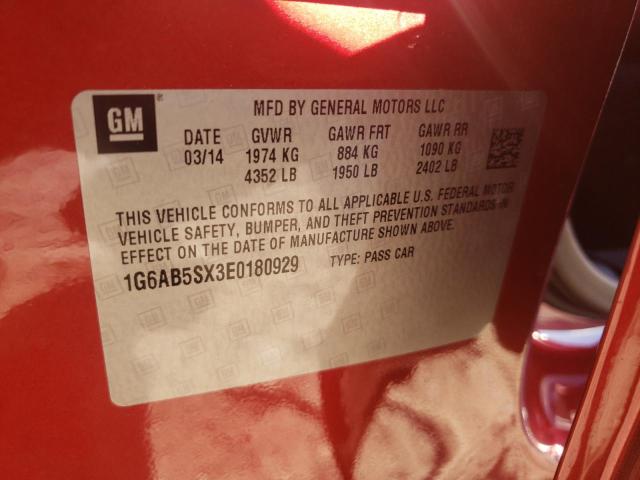 GM
MFD BY GENERAL MOTORS LLC
DATE GVWR GAWR FRT GAWR RR
03/14 1974 KG 884 KG 1090 KG
4352 LB 1950 LB 2402 LB
THIS VEHICLE CONFORMS TO ALL APPLICABLE U.S. FEDERAL MOTOR
VEHICLE SAFETY, BUMPER, AND THEFT PREVENTION STANDARDS IN
EFFECT ON THE DATE OF MANUFACTURE SHOWN ABOVE.
1G6AB5SX3E0180929 TYPE: PASS CAR